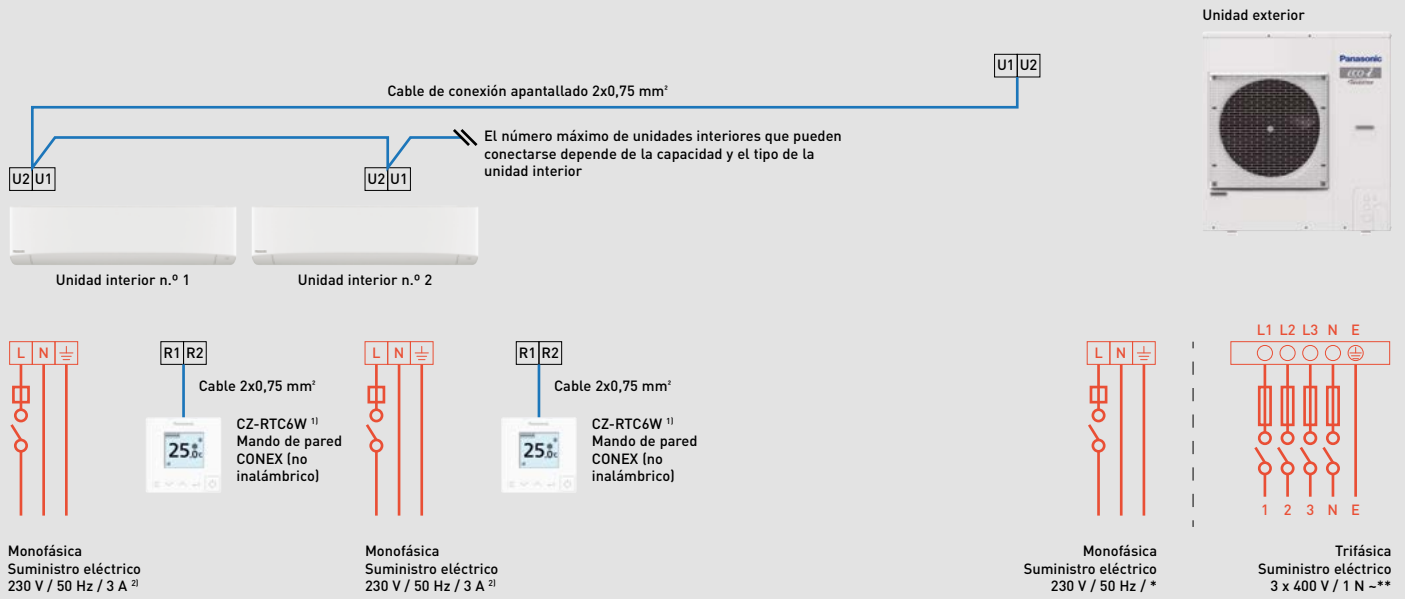 Unidad exterior
Panasonic
ECO i
U1 U2
Cable de conexión apantallado 2x0,75 mm²
El número máximo de unidades interiores que pueden
conectarse depende de la capacidad y el tipo de la
unidad interior
U2 U1
U2 U1
Unidad interior n.º 1
Unidad interior n.º 2
L N
R1 R2
Cable 2x0,75 mm²
CZ-RTC6W 1)
Mando de pared
CONEX (no
inalámbrico)
Panasonic
25.0c
L N
R1 R2
Cable 2x0,75 mm²
CZ-RTC6W 1)
Mando de pared
CONEX (no
inalámbrico)
Panasonic
25.0c
L N
L1 L2 L3 N E
1 2 3 N E
Monofásica
Suministro eléctrico
230 V / 50 Hz / 3 A 2)
Monofásica
Suministro eléctrico
230 V / 50 Hz / 3 A 2)
Monofásica
Suministro eléctrico
230 V / 50 Hz / *
Trifásica
Suministro eléctrico
3 x 400 V / 1 N ~**